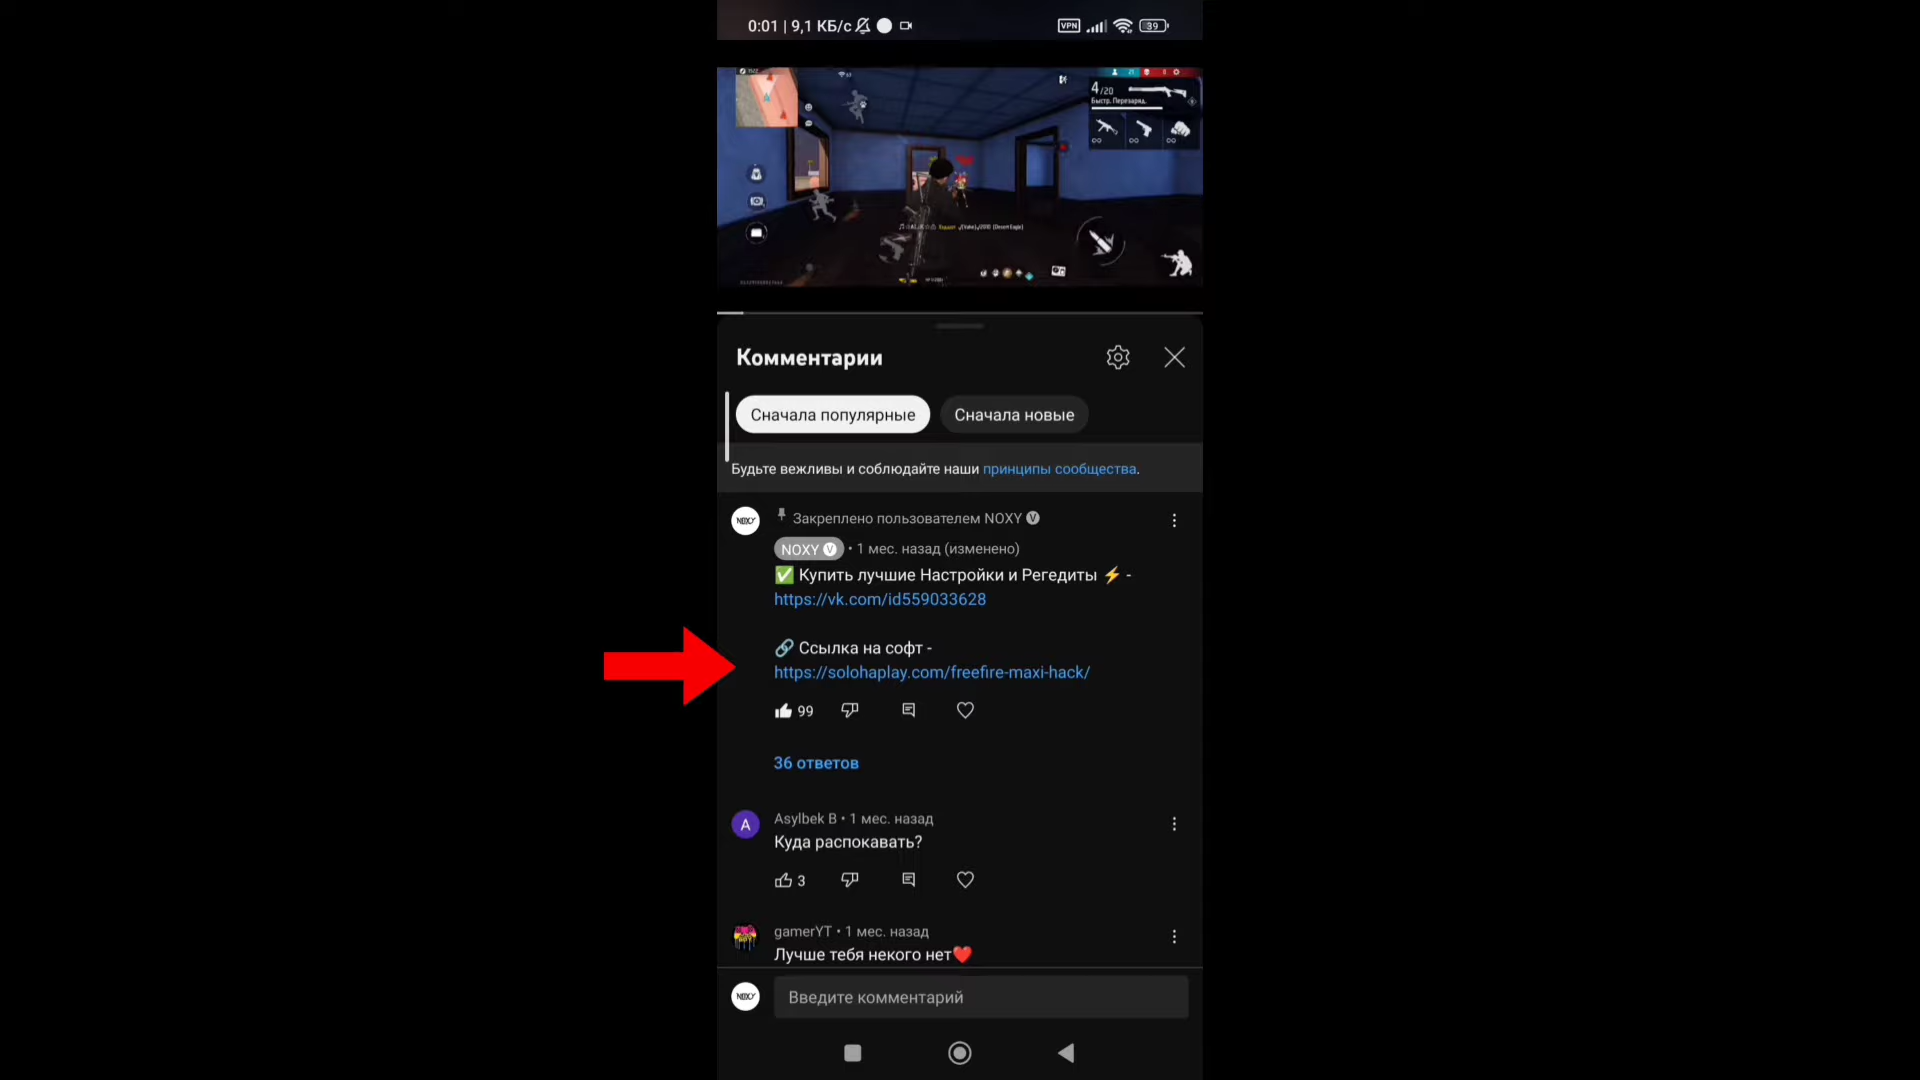 0:01 | 9,1 КБ/с
VPN
39
4/20
Быстр. Перезаряд.
Комментарии
Сначала популярные
Сначала новые
Будьте вежливы и соблюдайте наши принципы сообщества.
NOXY
Закреплено пользователем NOXY
NOXY • 1 мес. назад (изменено)
✅ Купить лучшие Настройки и Регедиты ⚡ -
https://vk.com/id559033628
🔗 Ссылка на софт -
https://solohaplay.com/freefire-maxi-hack/
99
36 ответов
A
Asylbek B • 1 мес. назад
Куда распокавать?
3
gamerYT • 1 мес. назад
Лучше тебя некого нет❤️
NOXY
Введите комментарий